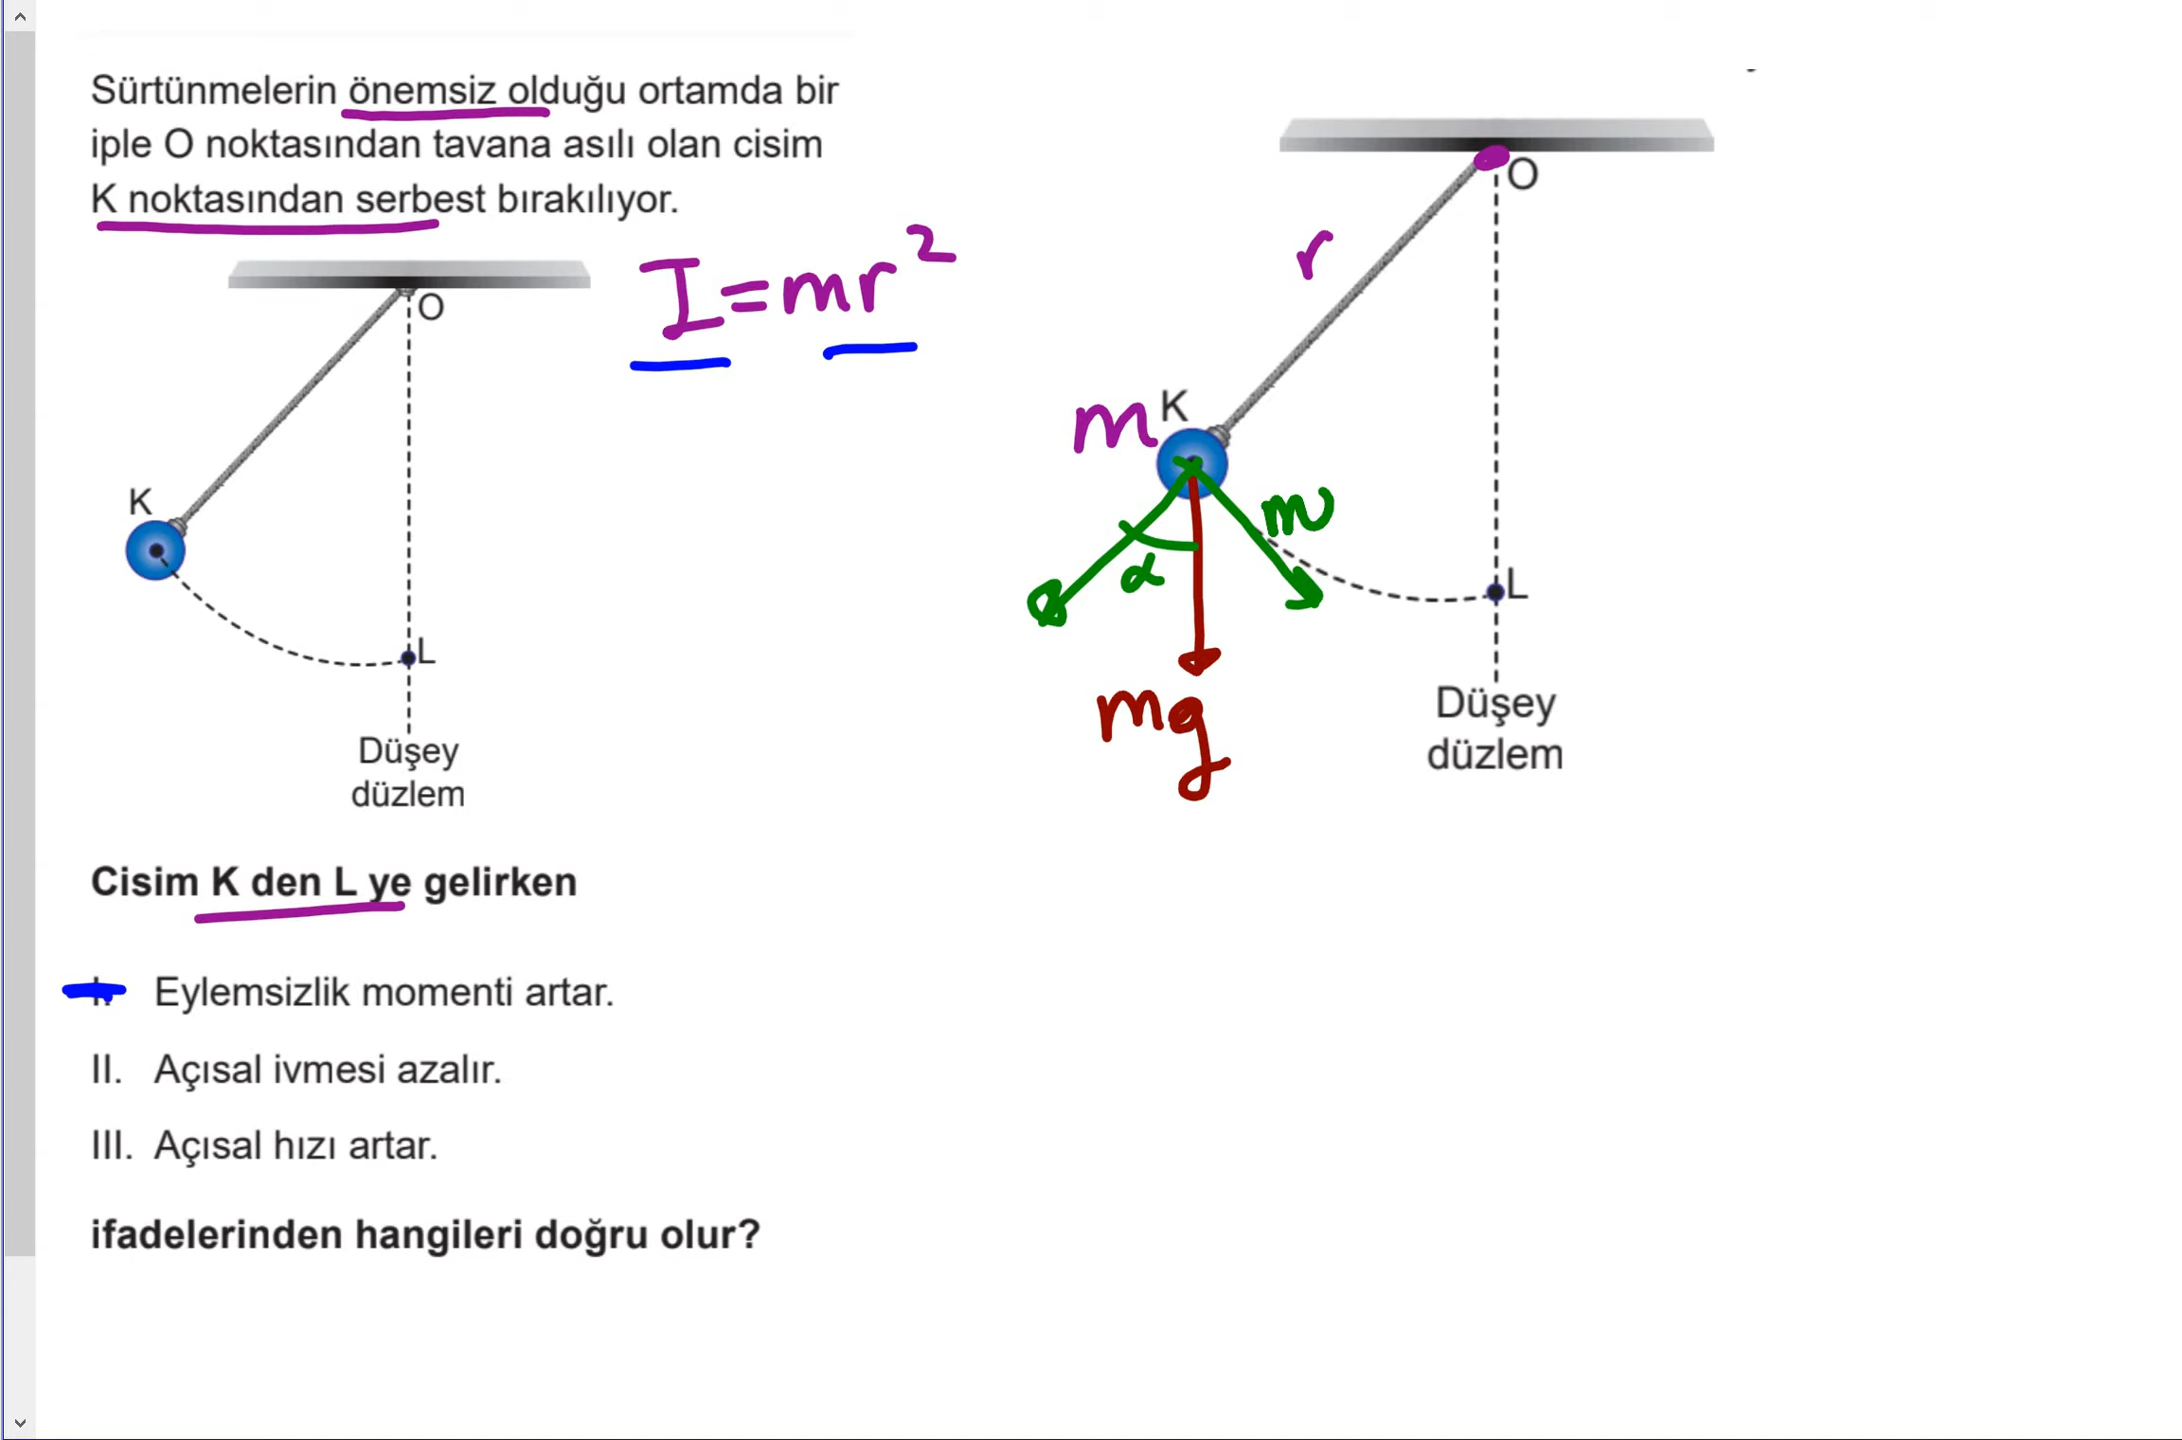 Sürtünmelerin önemsiz olduğu ortamda bir
iple O noktasından tavana asılı olan cisim
K noktasından serbest bırakılıyor.
O
K
L
Düşey
düzlem
I=mr²
O
r
m
K
α
m
mg
L
Düşey
düzlem
Cisim K den L ye gelirken
I. Eylemsizlik momenti artar.
II. Açısal ivmesi azalır.
III. Açısal hızı artar.
ifadelerinden hangileri doğru olur?